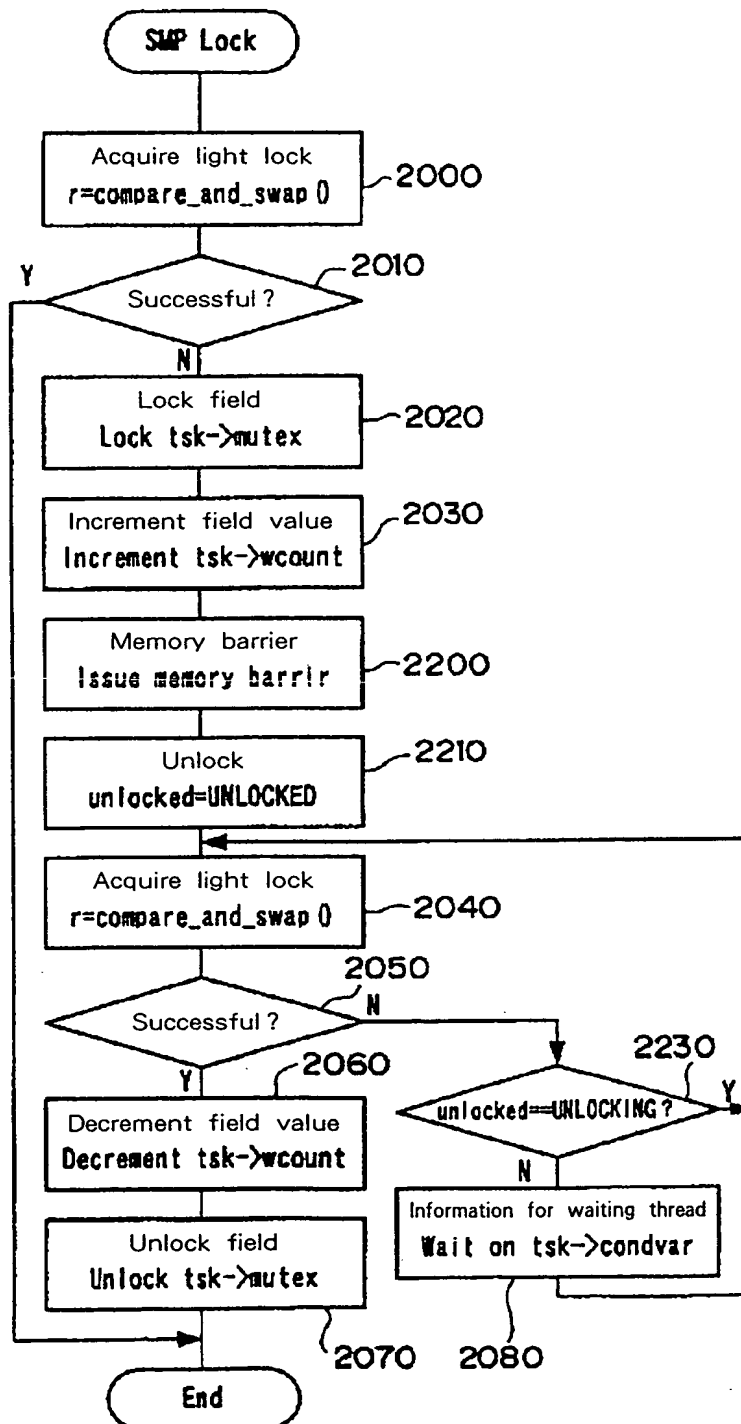 SMP Lock
Acquire light lock
r=compare_and_swap()
2000
Y
2010
Successful?
N
Lock field
Lock tsk->mutex
2020
Increment field value
Increment tsk->wcount
2030
Memory barrier
Issue memory barrir
2200
Unlock
unlocked=UNLOCKED
2210
Acquire light lock
r=compare_and_swap()
2040
2050
Successful?
N
Y
2060
2230
unlocked==UNLOCKING?
Y
Decrement field value
Decrement tsk->wcount
N
Information for waiting thread
Wait on tsk->condvar
Unlock field
Unlock tsk->mutex
2070
2080
End